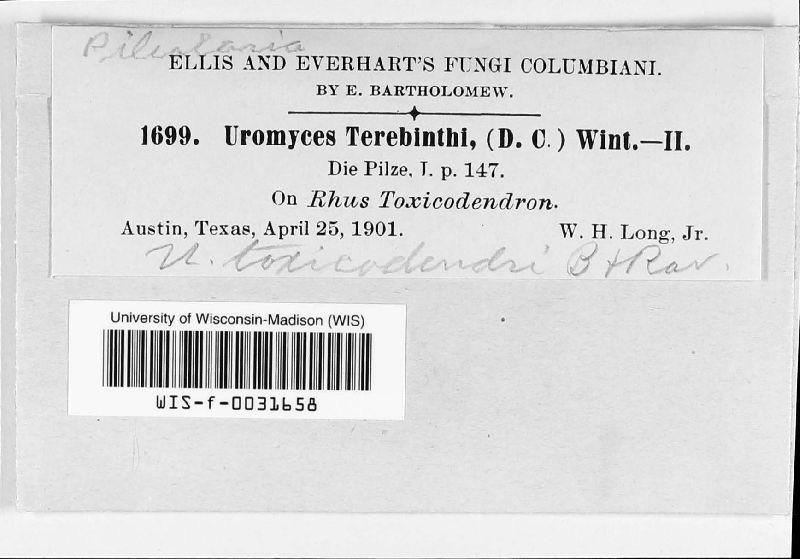 Pileolaria
ELLIS AND EVERHART'S FUNGI COLUMBIANI.
BY E. BARTHOLOMEW.
1699. Uromyces Terebinthi, (D. C.) Wint.—II.
Die Pilze, I. p. 147.
On Rhus Toxicodendron.
Austin, Texas, April 25, 1901. W. H. Long, Jr.
U. toxicodendri B & Rav.
University of Wisconsin-Madison (WIS)
WIS-f-0031658